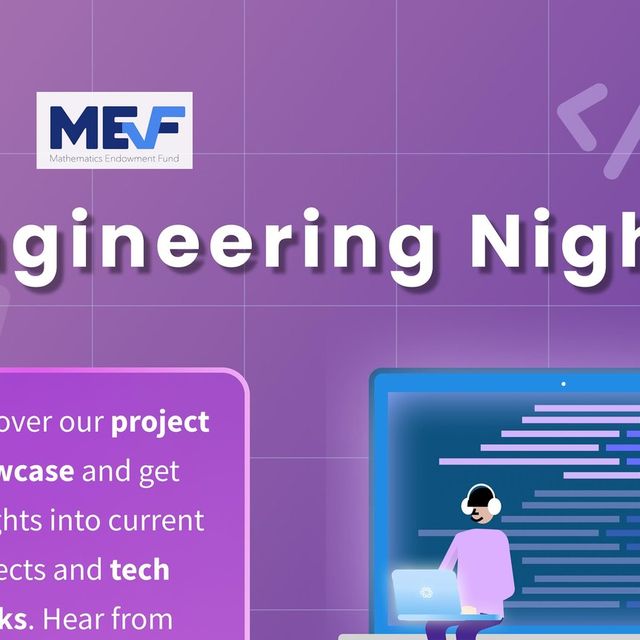 MEF
Mathematics Endowment Fund
ngineering Nigh
over our project
wcase and get
ghts into current
ects and tech
ks. Hear from